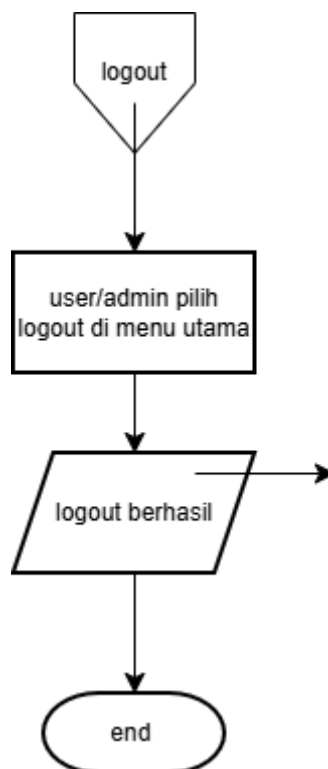 logout
user/admin pilih
logout di menu utama
logout berhasil
end